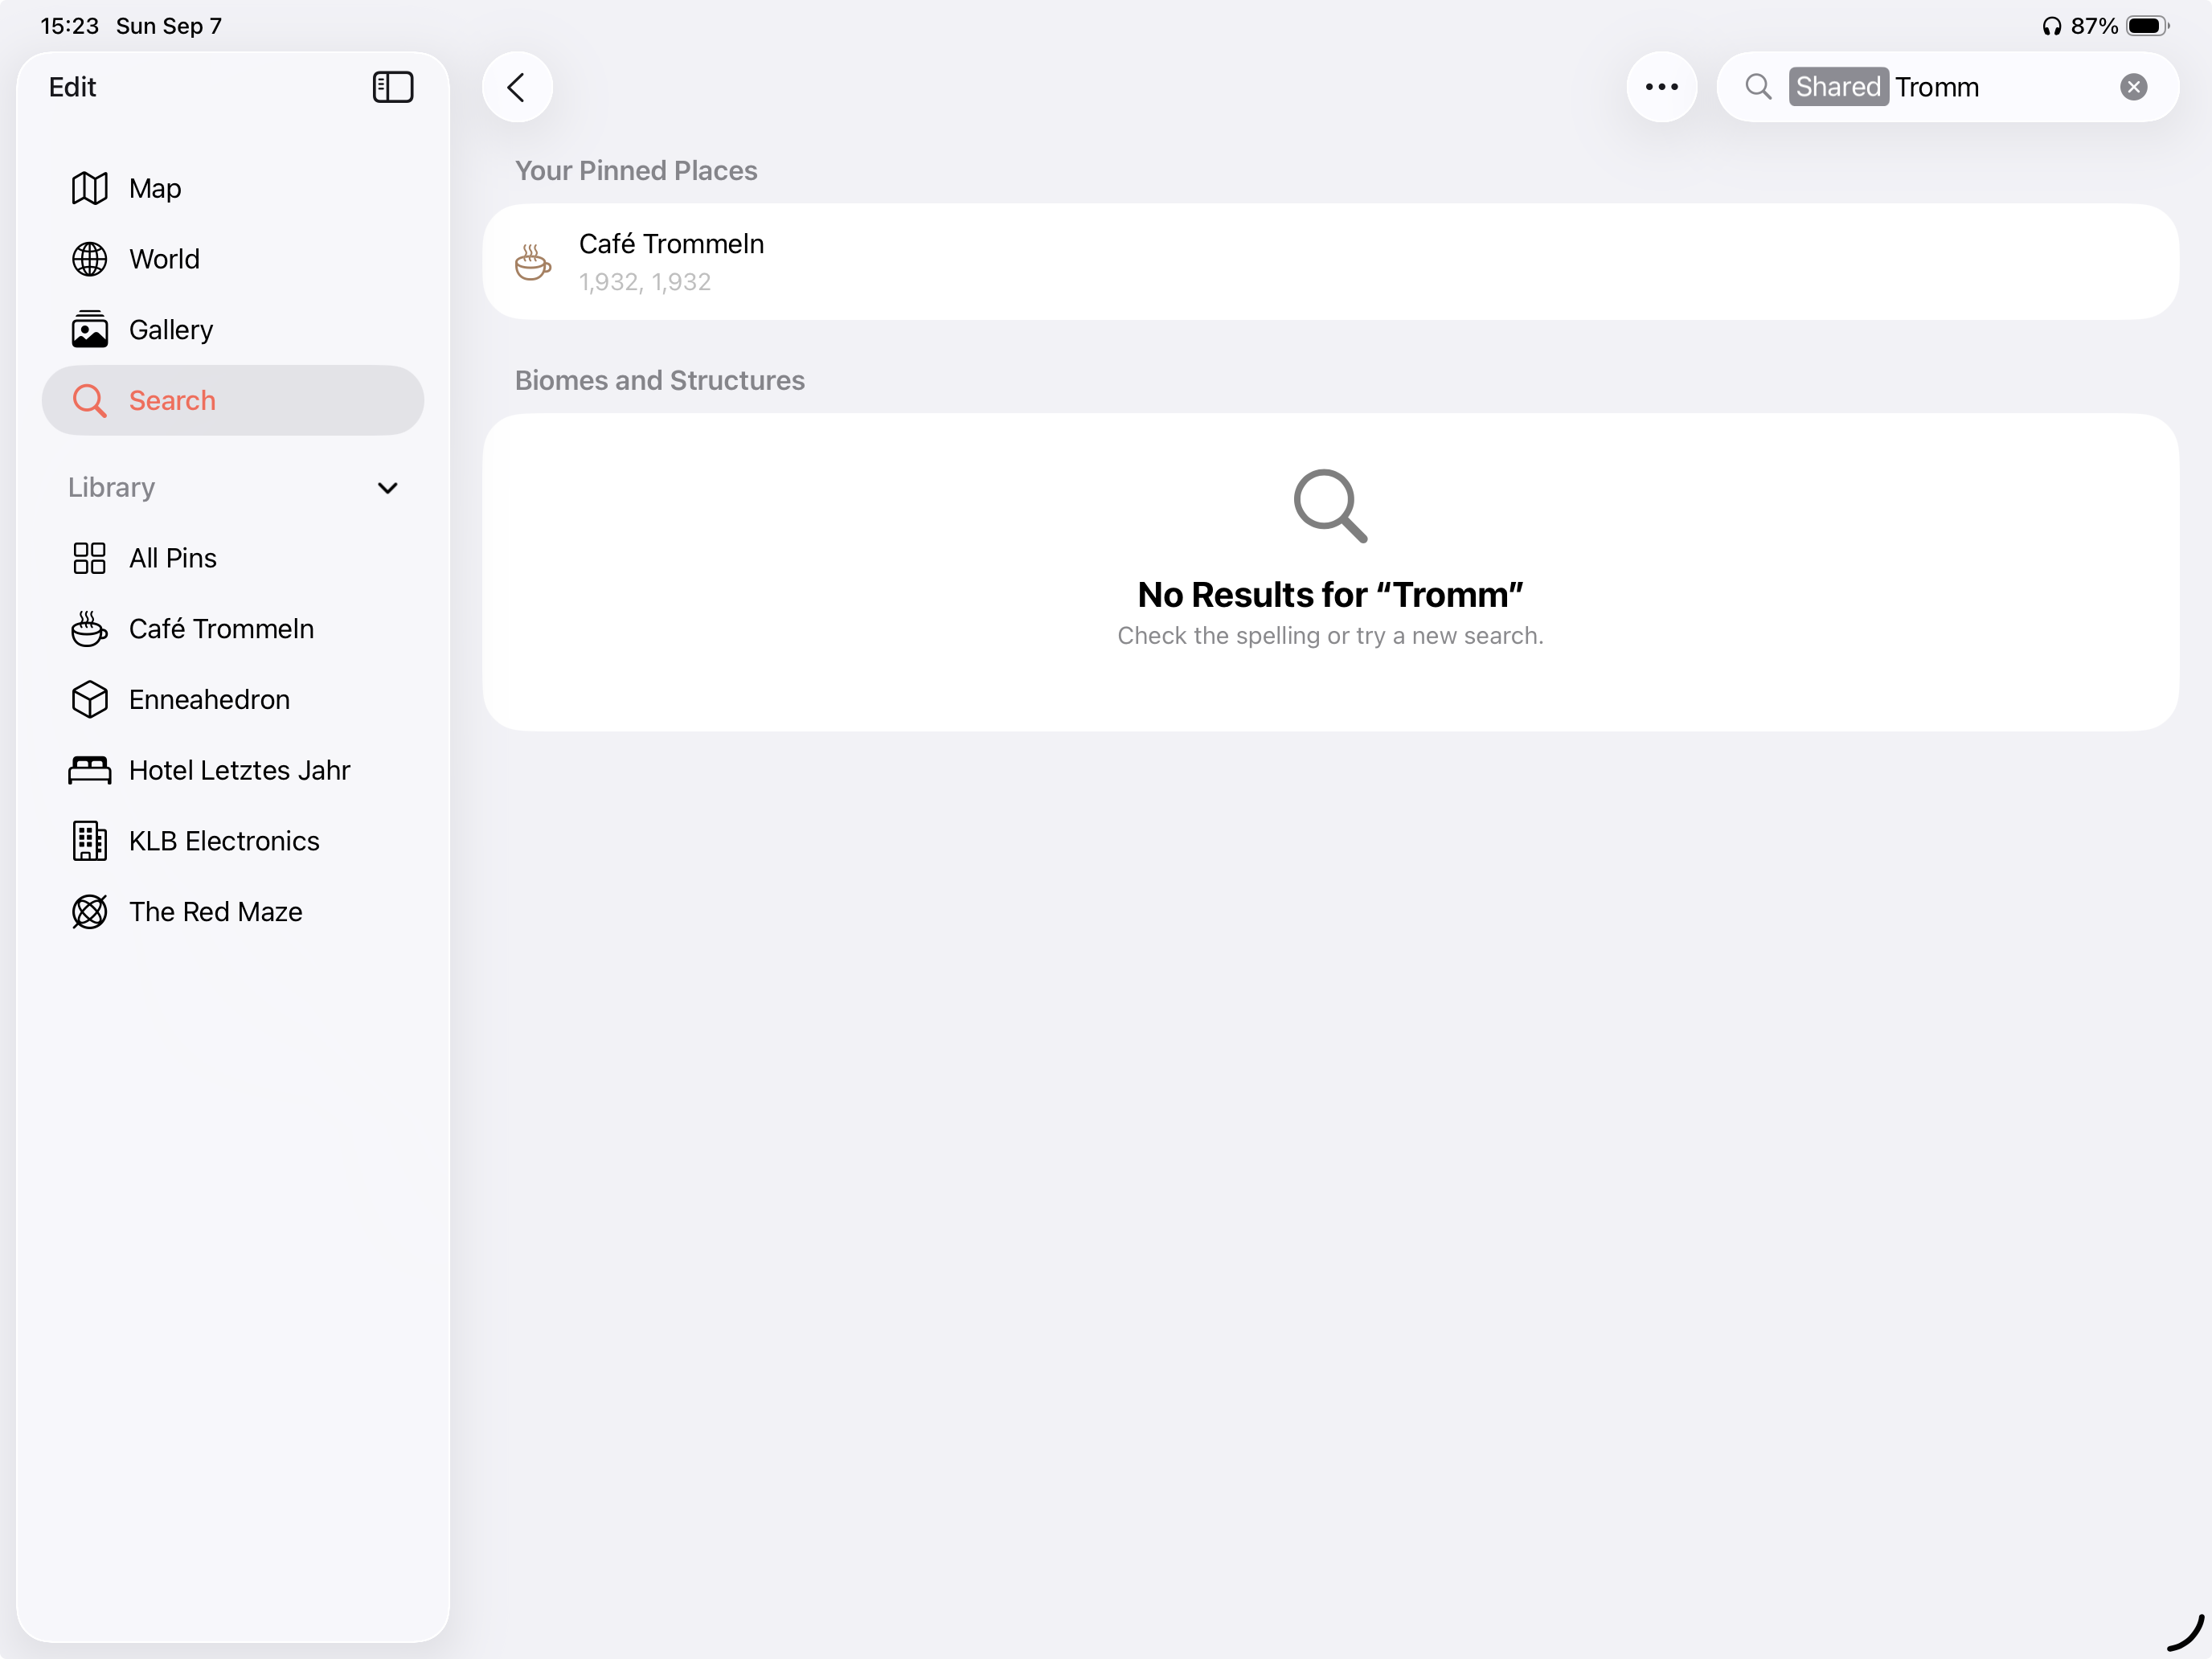 15:23 Sun Sep 7
87%
Edit
Map
World
Gallery
Search
Library
All Pins
Café Trommeln
Enneahedron
Hotel Letztes Jahr
KLB Electronics
The Red Maze
Shared Tromm
Your Pinned Places
Café Trommeln
1,932, 1,932
Biomes and Structures
No Results for “Tromm”
Check the spelling or try a new search.